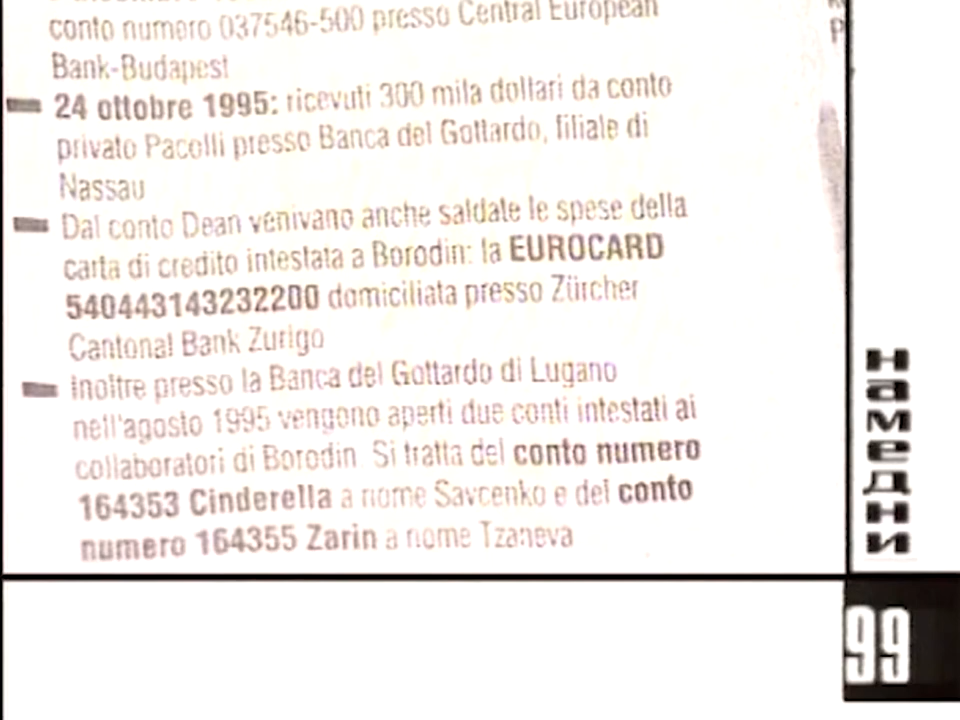 conto numero 037546-500 presso Central European
Bank-Budapest
24 ottobre 1995: ricevuti 300 mila dollari da conto
privato Pacolli presso Banca del Gottardo, filiale di
Nassau
Dal conto Dean venivano anche saldate le spese della
carta di credito intestata a Borodin: la EUROCARD
540443143232200 domiciliata presso Zürcher
Cantonal Bank Zurigo
Inoltre presso la Banca del Gottardo di Lugano
nell'agosto 1995 vengono aperti due conti intestati ai
collaboratori di Borodin. Si tratta del conto numero
164353 Cinderella a nome Savcenko e del conto
numero 164355 Zarin a nome Tzaneva
Намедни
99